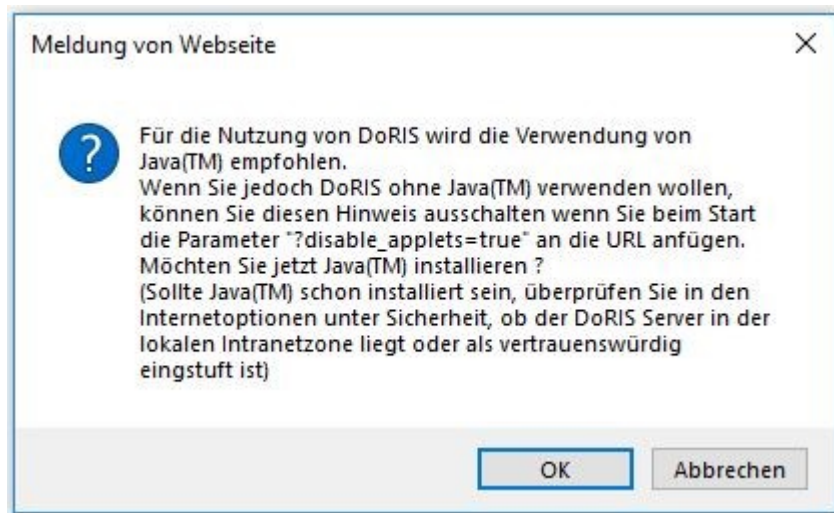 Meldung von Webseite
Für die Nutzung von DoRIS wird die Verwendung von
Java(TM) empfohlen.
Wenn Sie jedoch DoRIS ohne Java(TM) verwenden wollen,
können Sie diesen Hinweis ausschalten wenn Sie beim Start
die Parameter "?disable_applets=true" an die URL anfügen.
Möchten Sie jetzt Java(TM) installieren ?
(Sollte Java(TM) schon installiert sein, überprüfen Sie in den
Internetoptionen unter Sicherheit, ob der DoRIS Server in der
lokalen Intranetzone liegt oder als vertrauenswürdig
eingstuft ist)
OK
Abbrechen